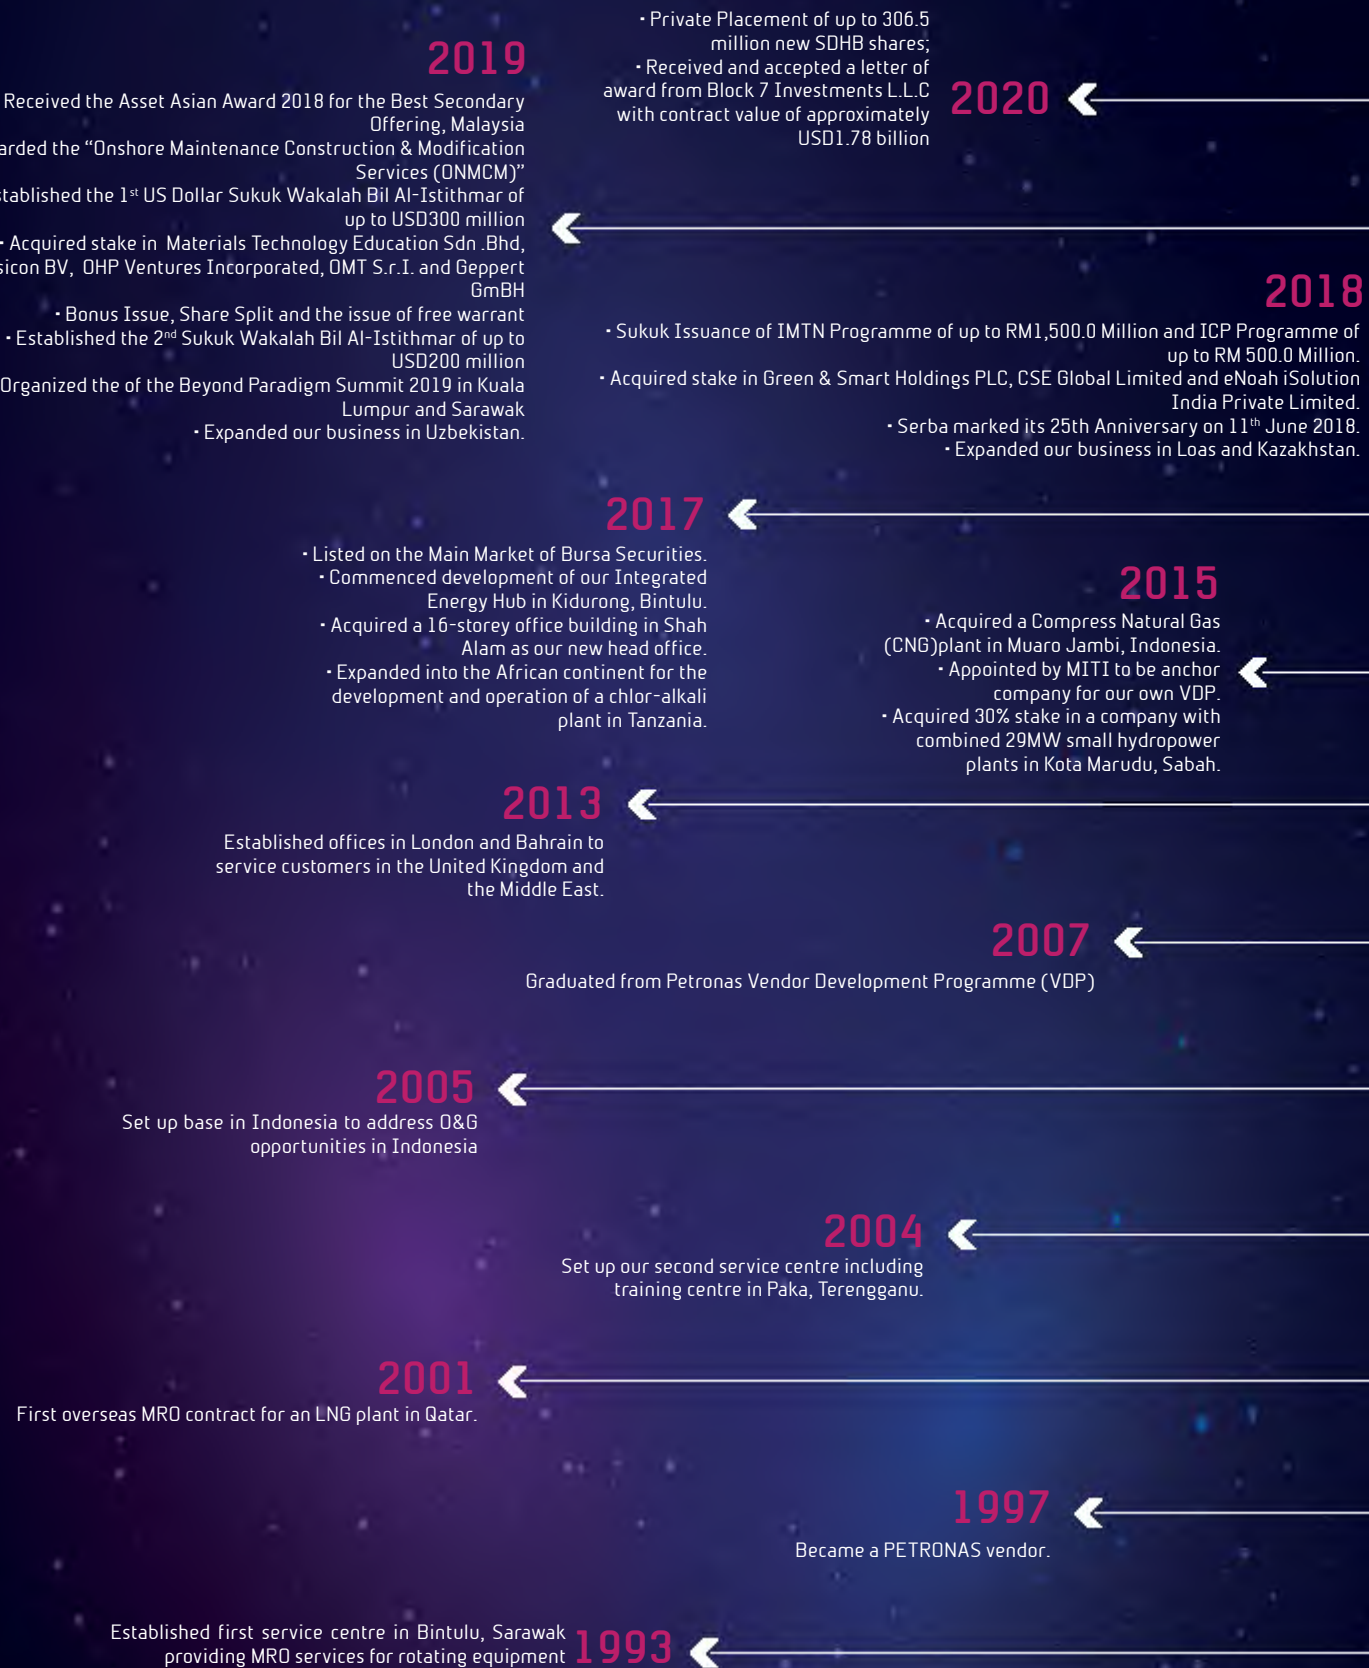 • Private Placement of up to 306.5
million new SDHB shares;
• Received and accepted a letter of
award from Block 7 Investments L.L.C
with contract value of approximately
USD1.78 billion
2020
2019
Received the Asset Asian Award 2018 for the Best Secondary
Offering, Malaysia
the “Onshore Maintenance Construction & Modification
Services (ONMCM)”
the 1st US Dollar Sukuk Wakalah Bil Al-Istithmar of
up to USD300 million
• Acquired stake in Materials Technology Education Sdn .Bhd,
BV, OHP Ventures Incorporated, OMT S.r.I. and Geppert
GmBH
• Bonus Issue, Share Split and the issue of free warrant
• Established the 2nd Sukuk Wakalah Bil Al-Istithmar of up to
USD200 million
Organized the of the Beyond Paradigm Summit 2019 in Kuala
Lumpur and Sarawak
• Expanded our business in Uzbekistan.
2018
• Sukuk Issuance of IMTN Programme of up to RM1,500.0 Million and ICP Programme of
up to RM 500.0 Million.
• Acquired stake in Green & Smart Holdings PLC, CSE Global Limited and eNoah iSolution
India Private Limited.
• Serba marked its 25th Anniversary on 11th June 2018.
• Expanded our business in Loas and Kazakhstan.
2017
• Listed on the Main Market of Bursa Securities.
• Commenced development of our Integrated
Energy Hub in Kidurong, Bintulu.
• Acquired a 16-storey office building in Shah
Alam as our new head office.
• Expanded into the African continent for the
development and operation of a chlor-alkali
plant in Tanzania.
2015
• Acquired a Compress Natural Gas
(CNG)plant in Muaro Jambi, Indonesia.
• Appointed by MITI to be anchor
company for our own VDP.
• Acquired 30% stake in a company with
combined 29MW small hydropower
plants in Kota Marudu, Sabah.
2013
Established offices in London and Bahrain to
service customers in the United Kingdom and
the Middle East.
2007
Graduated from Petronas Vendor Development Programme (VDP)
2005
Set up base in Indonesia to address O&G
opportunities in Indonesia
2004
Set up our second service centre including
training centre in Paka, Terengganu.
2001
First overseas MRO contract for an LNG plant in Qatar.
1997
Became a PETRONAS vendor.
Established first service centre in Bintulu, Sarawak
providing MRO services for rotating equipment
1993